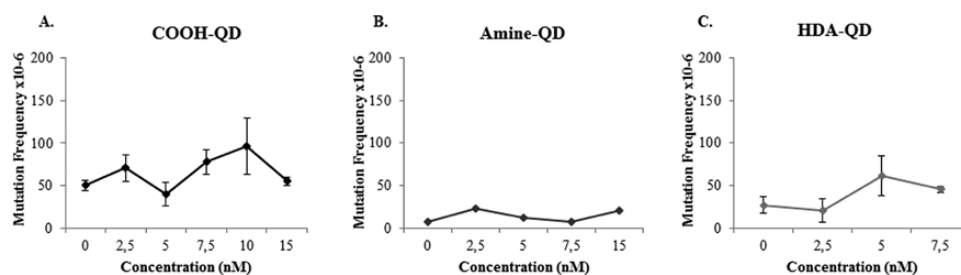 A.
COOH-QD
Mutation Frequency x10-6
200
150
100
50
0
0 2,5 5 7,5 10 15
Concentration (nM)
B.
Amine-QD
Mutation Frequency x10-6
200
150
100
50
0
0 2,5 5 7,5 15
Concentration (nM)
C.
HDA-QD
Mutation Frequency x10-6
200
150
100
50
0
0 2,5 5 7,5
Concentration (nM)